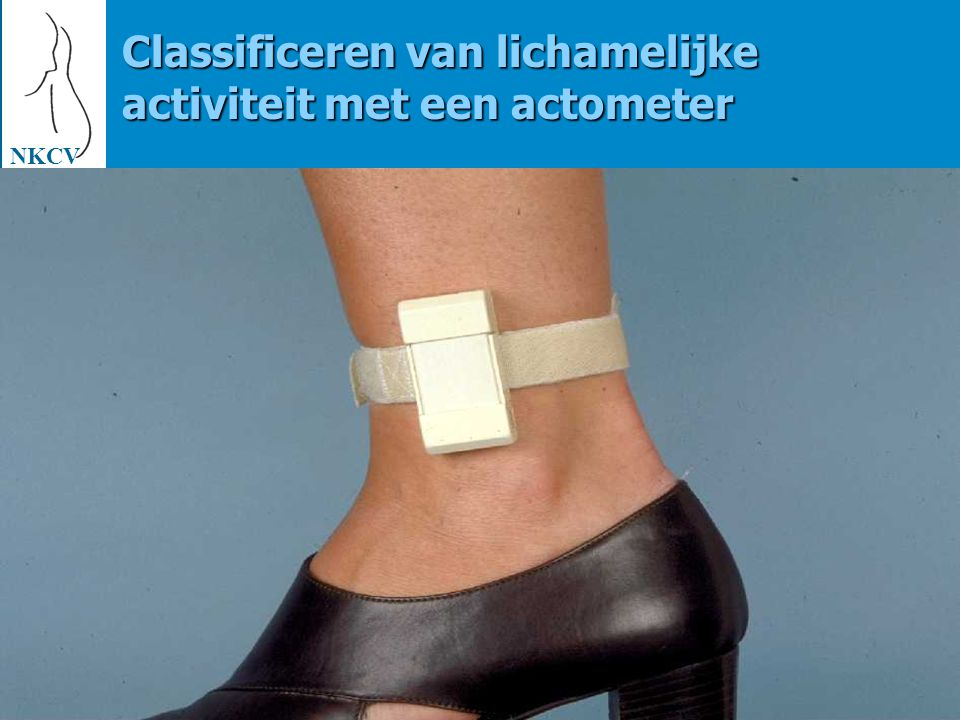 Classificeren van lichamelijke
activiteit met een actometer
NKCV